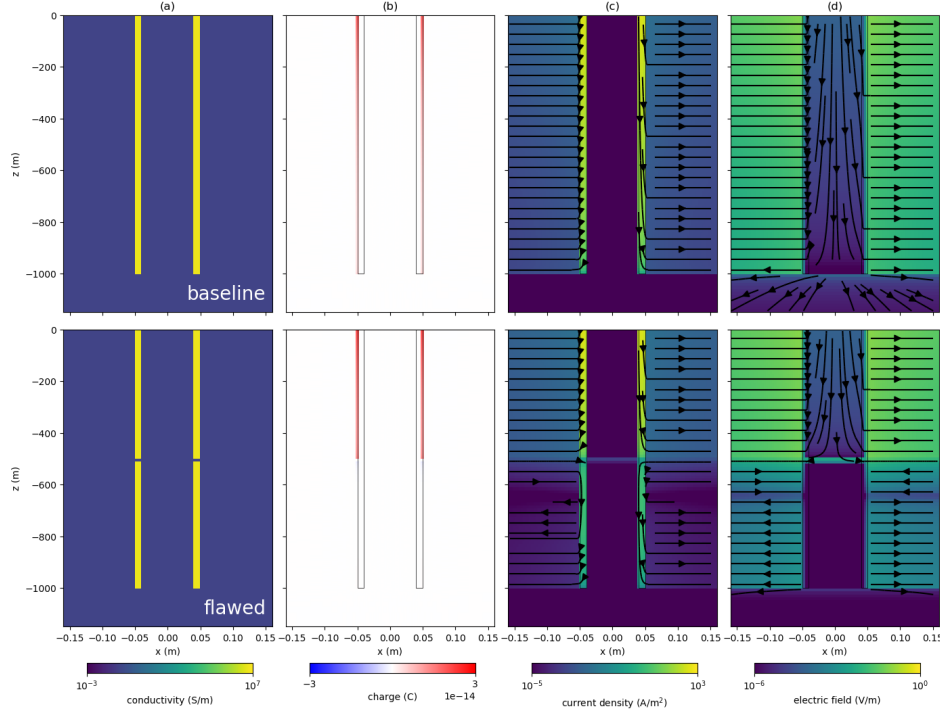 (a) (b) (c) (d)
0
−200
−400
−600
−800
−1000
z (m)
baseline
0
−200
−400
−600
−800
−1000
z (m)
flawed
−0.15 −0.10 −0.05 0.00 0.05 0.10 0.15
−0.15 −0.10 −0.05 0.00 0.05 0.10 0.15
−0.15 −0.10 −0.05 0.00 0.05 0.10 0.15
−0.15 −0.10 −0.05 0.00 0.05 0.10 0.15
x (m) x (m) x (m) x (m)
10⁻³ 10⁷
conductivity (S/m)
−3 3
charge (C) 1e−14
10⁻⁵ 10³
current density (A/m²)
10⁻⁶ 10⁰
electric field (V/m)